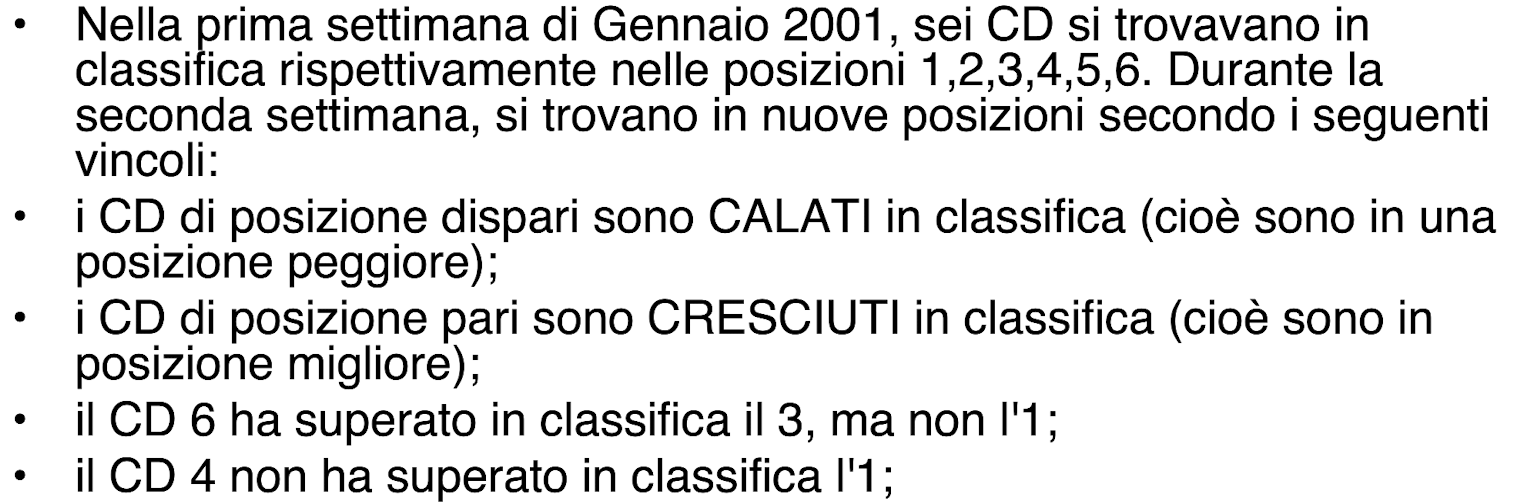 • Nella prima settimana di Gennaio 2001, sei CD si trovavano in
classifica rispettivamente nelle posizioni 1,2,3,4,5,6. Durante la
seconda settimana, si trovano in nuove posizioni secondo i seguenti
vincoli:
• i CD di posizione dispari sono CALATI in classifica (cioè sono in una
posizione peggiore);
• i CD di posizione pari sono CRESCIUTI in classifica (cioè sono in
posizione migliore);
• il CD 6 ha superato in classifica il 3, ma non l'1;
• il CD 4 non ha superato in classifica l'1;